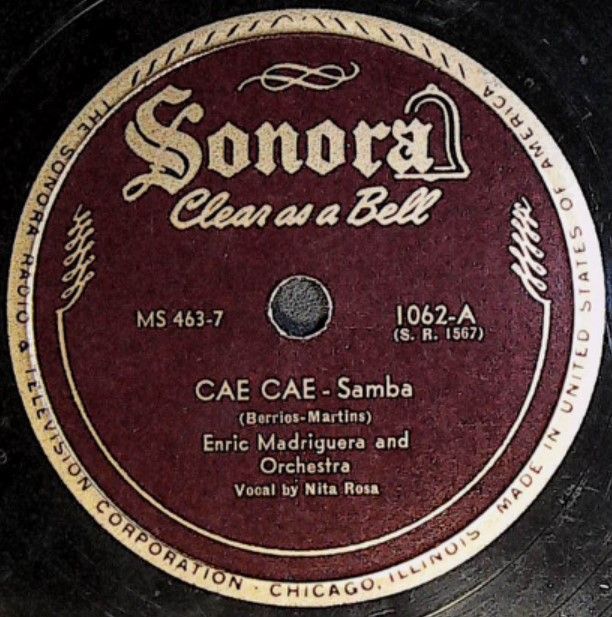 Sonora
Clear as a Bell
MS 463-7
1062-A
(S. R. 1567)
CAE CAE - Samba
(Berrios-Martins)
Enric Madriguera and
Orchestra
Vocal by Nita Rosa
THE SONORA RADIO & TELEVISION CORPORATION · CHICAGO, ILLINOIS
MADE IN UNITED STATES OF AMERICA